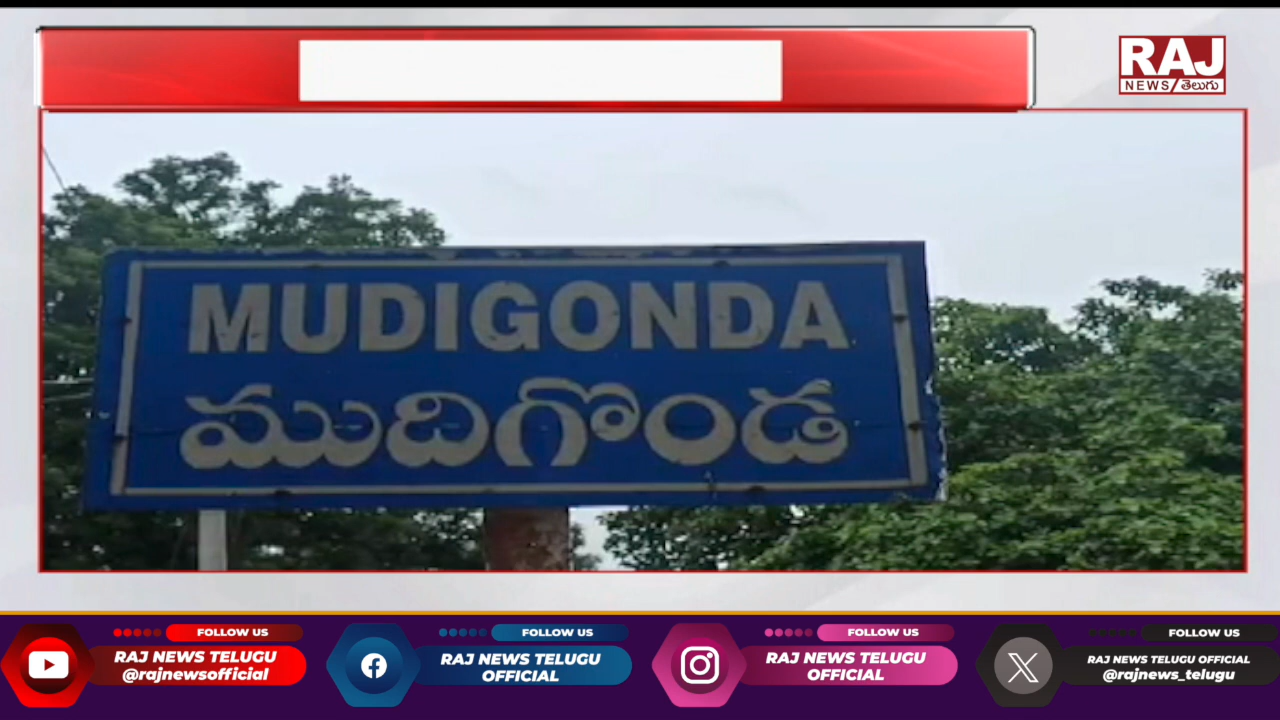 RAJ
NEWS తెలుగు
MUDIGONDA
ముదిగొండ
FOLLOW US
RAJ NEWS TELUGU
@rajnewsofficial
FOLLOW US
RAJ NEWS TELUGU
OFFICIAL
FOLLOW US
RAJ NEWS TELUGU
OFFICIAL
FOLLOW US
RAJ NEWS TELUGU OFFICIAL
@rajnews_telugu